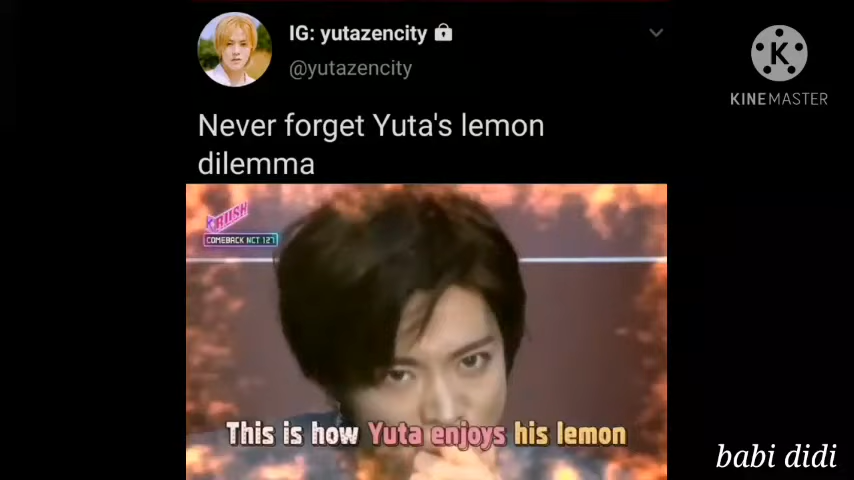 IG: yutazencity
@yutazencity
Never forget Yuta's lemon
dilemma
K
KINEMASTER
KRUSH
COMEBACK NCT 127
This is how Yuta enjoys his lemon
babi didi